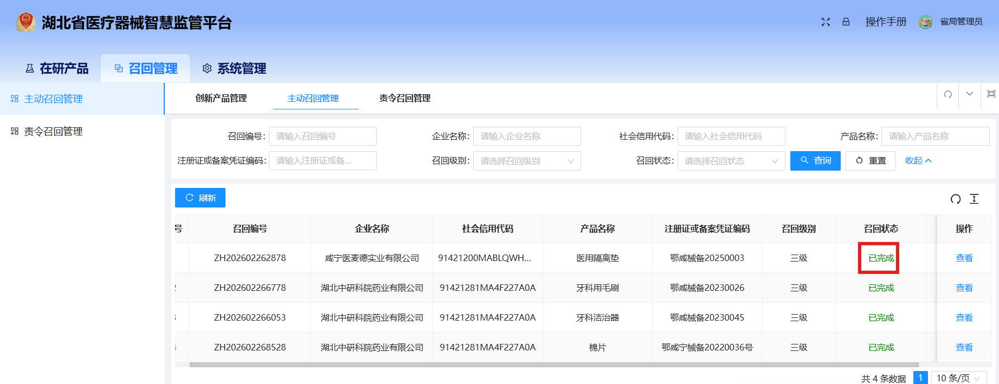 湖北省医疗器械智慧监管平台
操作手册 省局管理员
在研产品 召回管理 系统管理
主动召回管理
责令召回管理
创新产品管理 主动召回管理 责令召回管理
召回编号: 请输入召回编号 企业名称: 请输入企业名称 社会信用代码: 请输入社会信用代码 产品名称: 请输入产品名称
注册证或备案凭证编码: 请输入注册证或备... 召回级别: 请选择召回级别 召回状态: 请选择召回状态 查询 重置 收起
刷新
号 召回编号 企业名称 社会信用代码 产品名称 注册证或备案凭证编码 召回级别 召回状态 操作
ZH202602262878 咸宁医麦德实业有限公司 91421200MABLQWH... 医用隔离垫 鄂咸械备20250003 三级 已完成 查看
2 ZH202602266778 湖北中研科院药业有限公司 91421281MA4F227A0A 牙科用毛刷 鄂咸械备20230026 三级 已完成 查看
3 ZH202602266053 湖北中研科院药业有限公司 91421281MA4F227A0A 牙科洁治器 鄂咸械备20230045 三级 已完成 查看
4 ZH202602268528 湖北中研科院药业有限公司 91421281MA4F227A0A 棉片 鄂咸宁械备20220036号 三级 已完成 查看
共 4 条数据 1 10 条/页